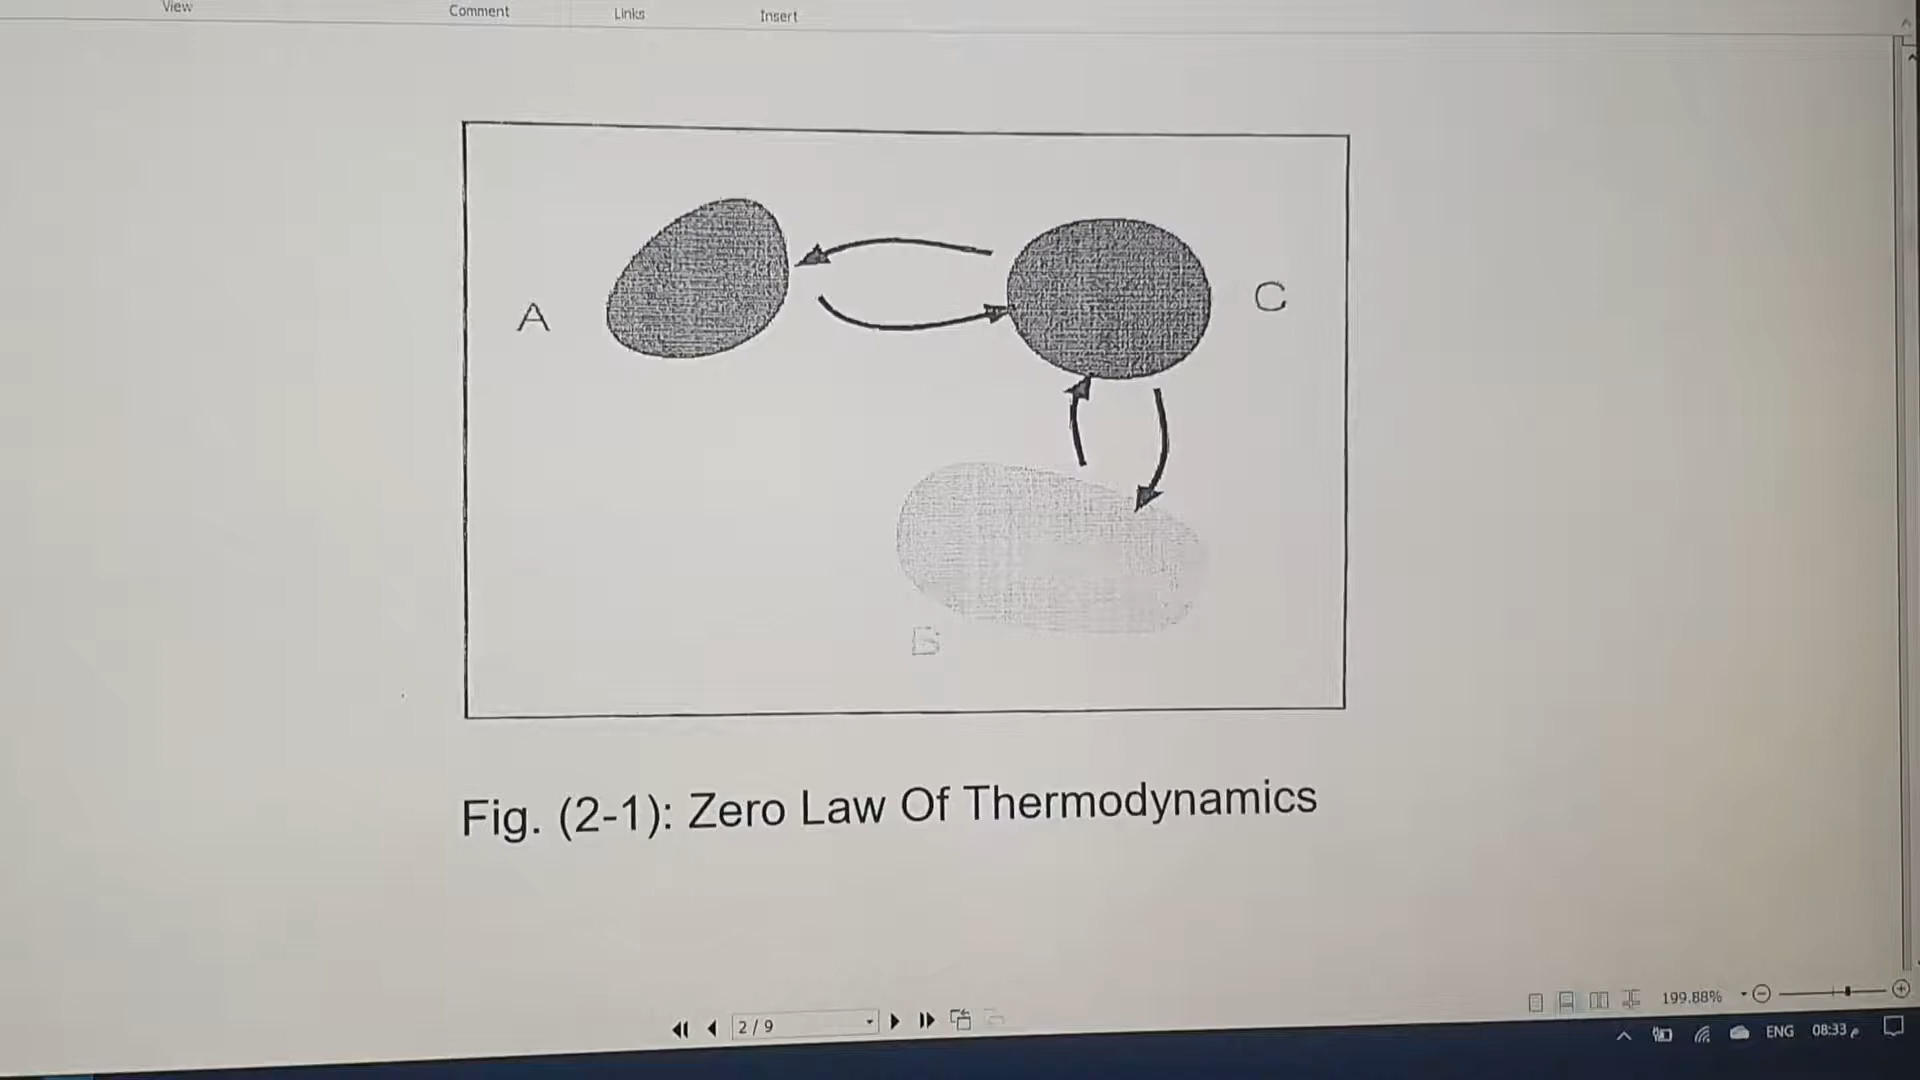 View Comment Links Insert
A
C
B
Fig. (2-1): Zero Law Of Thermodynamics
199.88%
2 / 9
ENG 08:33 م